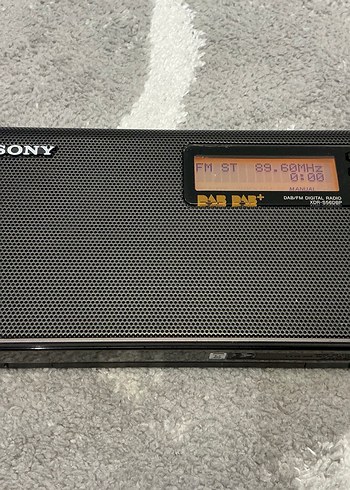 SONY
FM ST 89.60MHz
0:00
MANUAL
DAB DAB+
DAB/FM DIGITAL RADIO
XDR-S56DBP